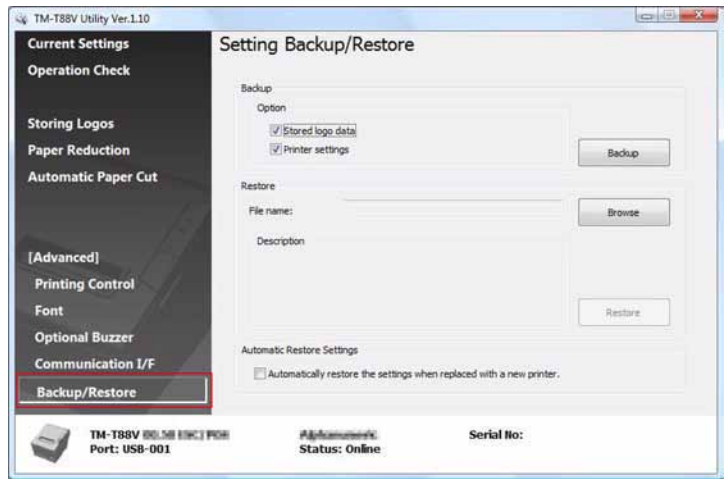 TM-T88V Utility Ver.1.10
Current Settings
Operation Check
Storing Logos
Paper Reduction
Automatic Paper Cut
[Advanced]
Printing Control
Font
Optional Buzzer
Communication I/F
Backup/Restore
Setting Backup/Restore
Backup
Option
Stored logo data
Printer settings
Backup
Restore
File name:
Browse
Description
Restore
Automatic Restore Settings
Automatically restore the settings when replaced with a new printer.
TM-T88V
Port: USB-001
Status: Online
Serial No: